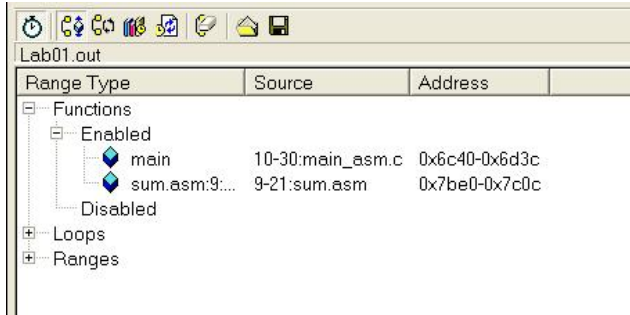 Lab01.out
Range Type Source Address
Functions
Enabled
main 10-30:main_asm.c 0x6c40-0x6d3c
sum.asm:9:... 9-21:sum.asm 0x7be0-0x7c0c
Disabled
Loops
Ranges